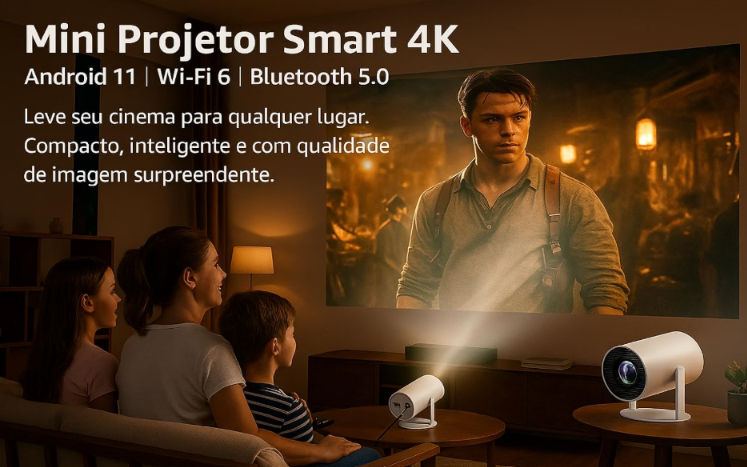 Mini Projetor Smart 4K
Android 11 | Wi-Fi 6 | Bluetooth 5.0
Leve seu cinema para qualquer lugar.
Compacto, inteligente e com qualidade
de imagem surpreendente.